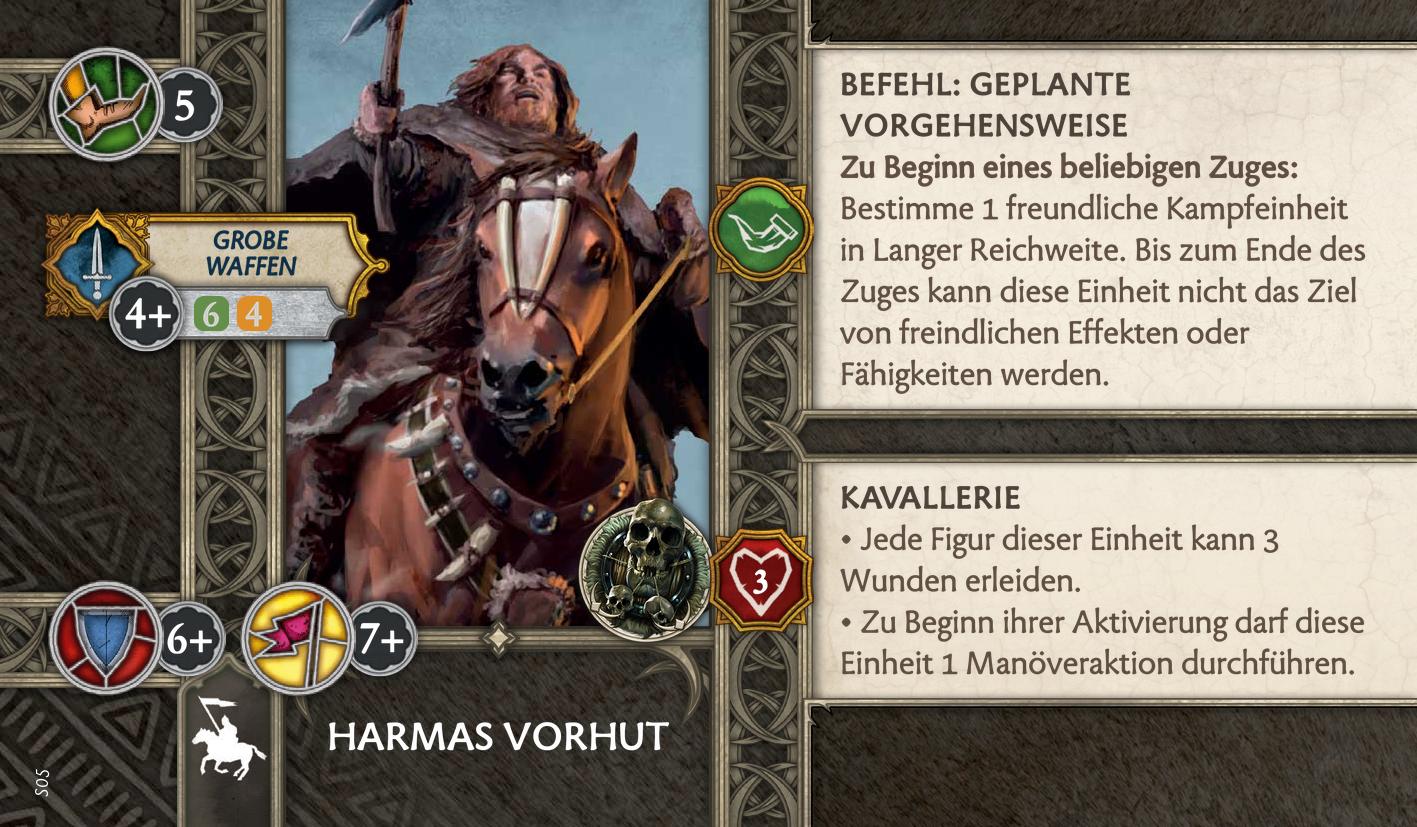 5
GROBE
WAFFEN
4+ 6 4
6+ 7+
HARMAS VORHUT
S05
BEFEHL: GEPLANTE
VORGEHENSWEISE
Zu Beginn eines beliebigen Zuges:
Bestimme 1 freundliche Kampfeinheit
in Langer Reichweite. Bis zum Ende des
Zuges kann diese Einheit nicht das Ziel
von freindlichen Effekten oder
Fähigkeiten werden.
3
KAVALLERIE
• Jede Figur dieser Einheit kann 3
Wunden erleiden.
• Zu Beginn ihrer Aktivierung darf diese
Einheit 1 Manöveraktion durchführen.